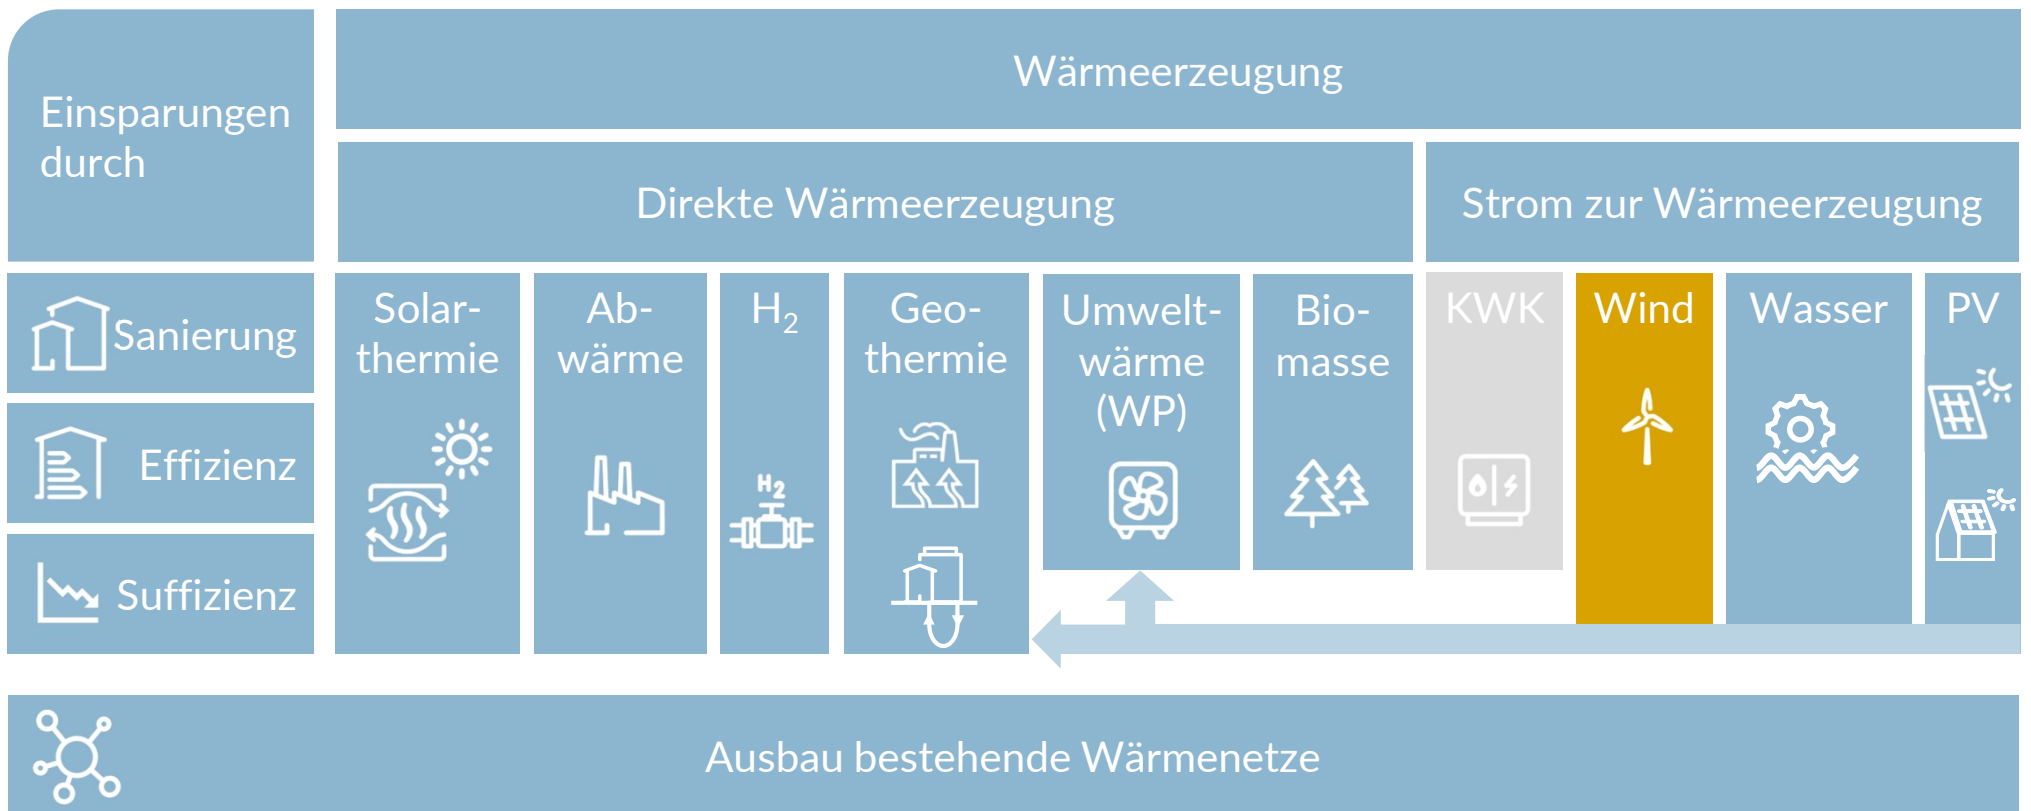 Einsparungen
durch
Wärmeerzeugung
Direkte Wärmeerzeugung
Strom zur Wärmeerzeugung
Sanierung
Effizienz
Suffizienz
Solar-
thermie
Ab-
wärme
H₂
H₂
Geo-
thermie
Umwelt-
wärme
(WP)
Bio-
masse
KWK
Wind
Wasser
PV
Ausbau bestehende Wärmenetze